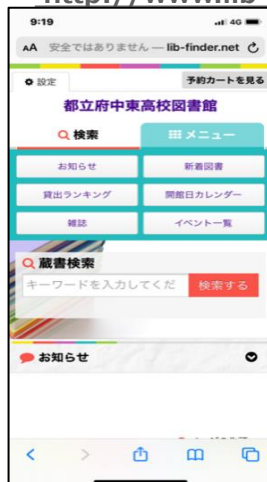 9:19
4G
AA 安全ではありません — lib-finder.net
設定
予約カートを見る
都立府中東高校図書館
検索
メニュー
お知らせ
新着図書
貸出ランキング
開館日カレンダー
雑誌
イベント一覧
蔵書検索
キーワードを入力してくだ
検索する
お知らせ